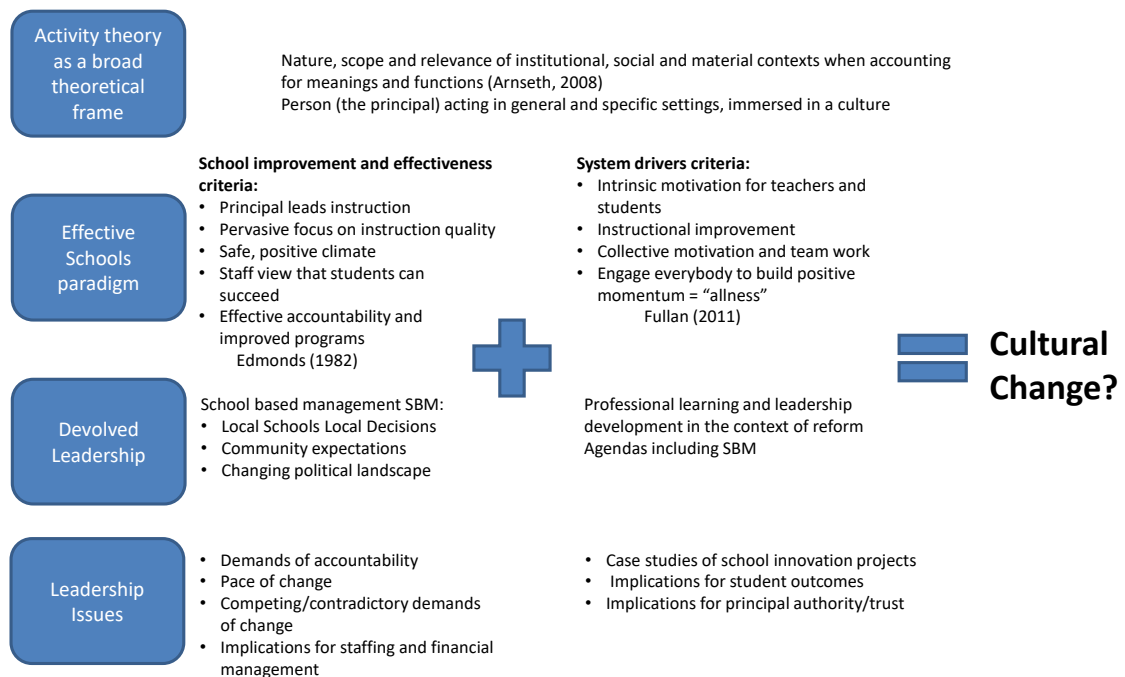 Activity theory
as a broad
theoretical
frame
Nature, scope and relevance of institutional, social and material contexts when accounting
for meanings and functions (Arnseth, 2008)
Person (the principal) acting in general and specific settings, immersed in a culture
Effective
Schools
paradigm
School improvement and effectiveness
criteria:
• Principal leads instruction
• Pervasive focus on instruction quality
• Safe, positive climate
• Staff view that students can
succeed
• Effective accountability and
improved programs
Edmonds (1982)
System drivers criteria:
• Intrinsic motivation for teachers and
students
• Instructional improvement
• Collective motivation and team work
• Engage everybody to build positive
momentum = “allness”
Fullan (2011)
Cultural
Change?
Devolved
Leadership
School based management SBM:
• Local Schools Local Decisions
• Community expectations
• Changing political landscape
Professional learning and leadership
development in the context of reform
Agendas including SBM
Leadership
Issues
• Demands of accountability
• Pace of change
• Competing/contradictory demands
of change
• Implications for staffing and financial
management
• Case studies of school innovation projects
• Implications for student outcomes
• Implications for principal authority/trust